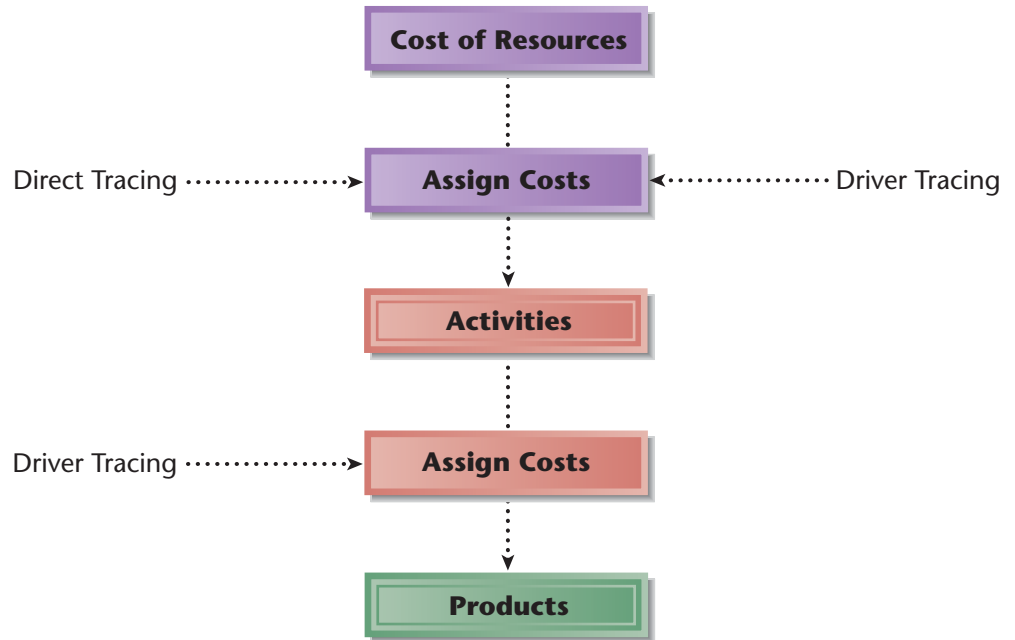 Cost of Resources
Direct Tracing
Assign Costs
Driver Tracing
Activities
Driver Tracing
Assign Costs
Products